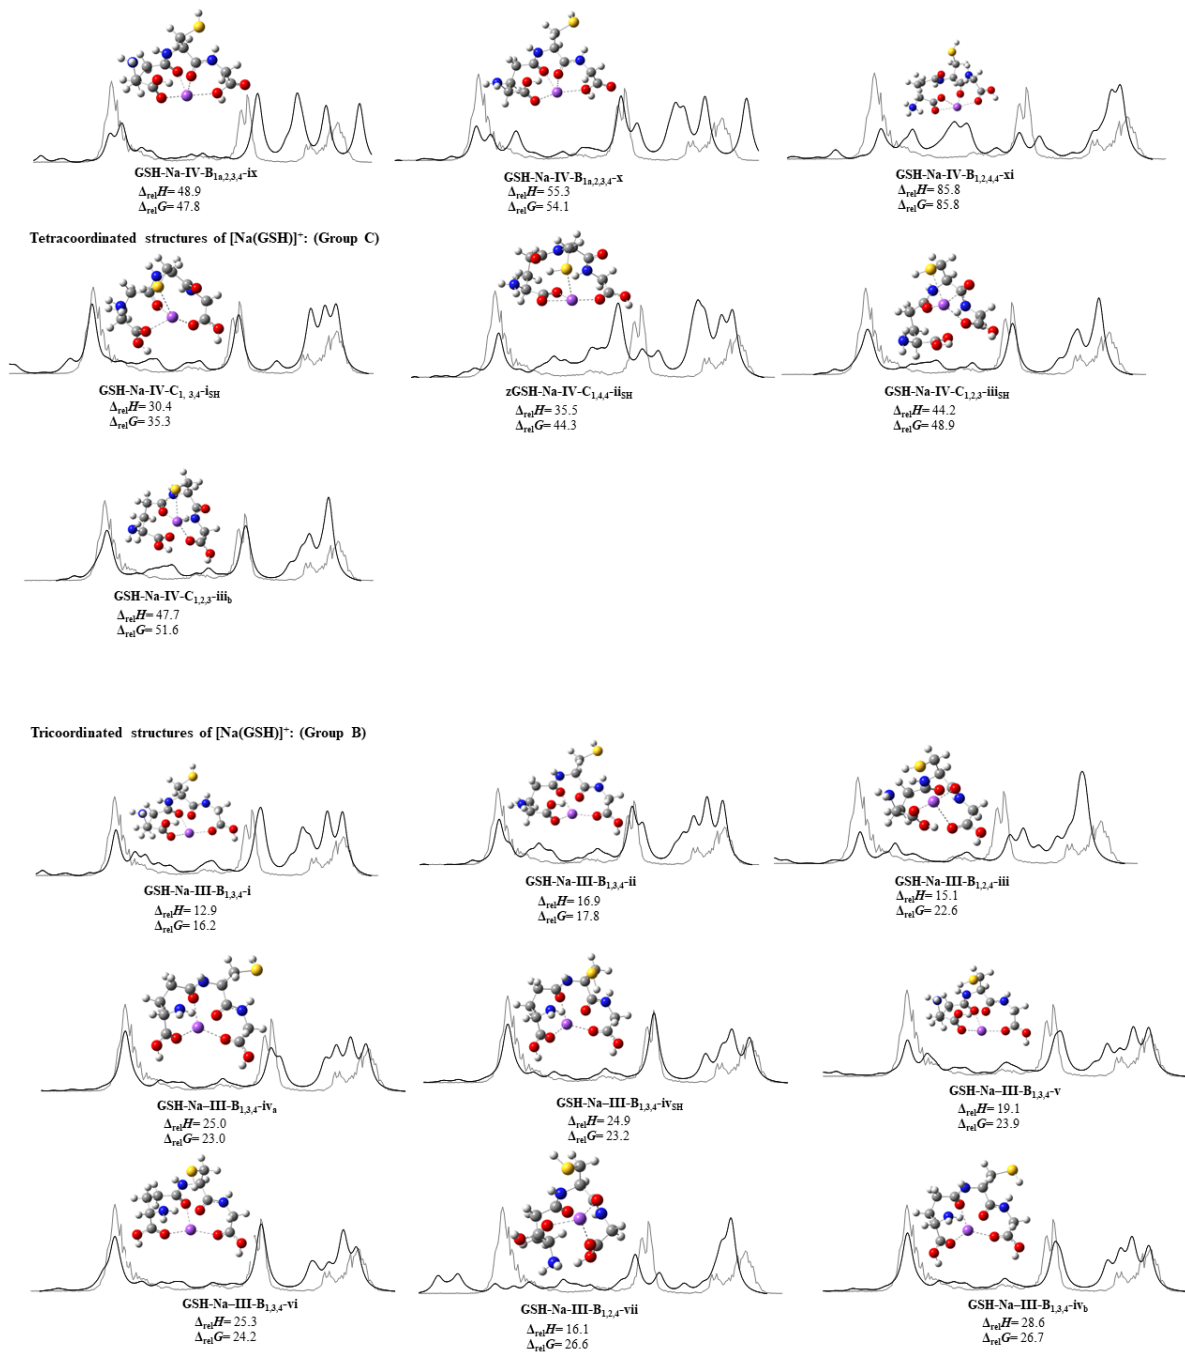 GSH-Na-IV-B1a,2,3,4-ix
ΔrelH= 48.9
ΔrelG= 47.8
GSH-Na-IV-B1a,2,3,4-x
ΔrelH= 55.3
ΔrelG= 54.1
GSH-Na-IV-B1,2,4,4-xi
ΔrelH= 85.8
ΔrelG= 85.8
Tetracoordinated structures of [Na(GSH)]+: (Group C)
GSH-Na-IV-C1, 3,4-iSH
ΔrelH= 30.4
ΔrelG= 35.3
zGSH-Na-IV-C1,4,4-iiSH
ΔrelH= 35.5
ΔrelG= 44.3
GSH-Na-IV-C1,2,3-iiiSH
ΔrelH= 44.2
ΔrelG= 48.9
GSH-Na-IV-C1,2,3-iiib
ΔrelH= 47.7
ΔrelG= 51.6
Tricoordinated structures of [Na(GSH)]+: (Group B)
GSH-Na-III-B1,3,4-i
ΔrelH= 12.9
ΔrelG= 16.2
GSH-Na-III-B1,3,4-ii
ΔrelH= 16.9
ΔrelG= 17.8
GSH-Na-III-B1,2,4-iii
ΔrelH= 15.1
ΔrelG= 22.6
GSH-Na–III-B1,3,4-iva
ΔrelH= 25.0
ΔrelG= 23.0
GSH-Na–III-B1,3,4-ivSH
ΔrelH= 24.9
ΔrelG= 23.2
GSH-Na–III-B1,3,4-v
ΔrelH= 19.1
ΔrelG= 23.9
GSH-Na–III-B1,3,4-vi
ΔrelH= 25.3
ΔrelG= 24.2
GSH-Na-III-B1,2,4-vii
ΔrelH= 16.1
ΔrelG= 26.6
GSH-Na–III-B1,3,4-ivb
ΔrelH= 28.6
ΔrelG= 26.7